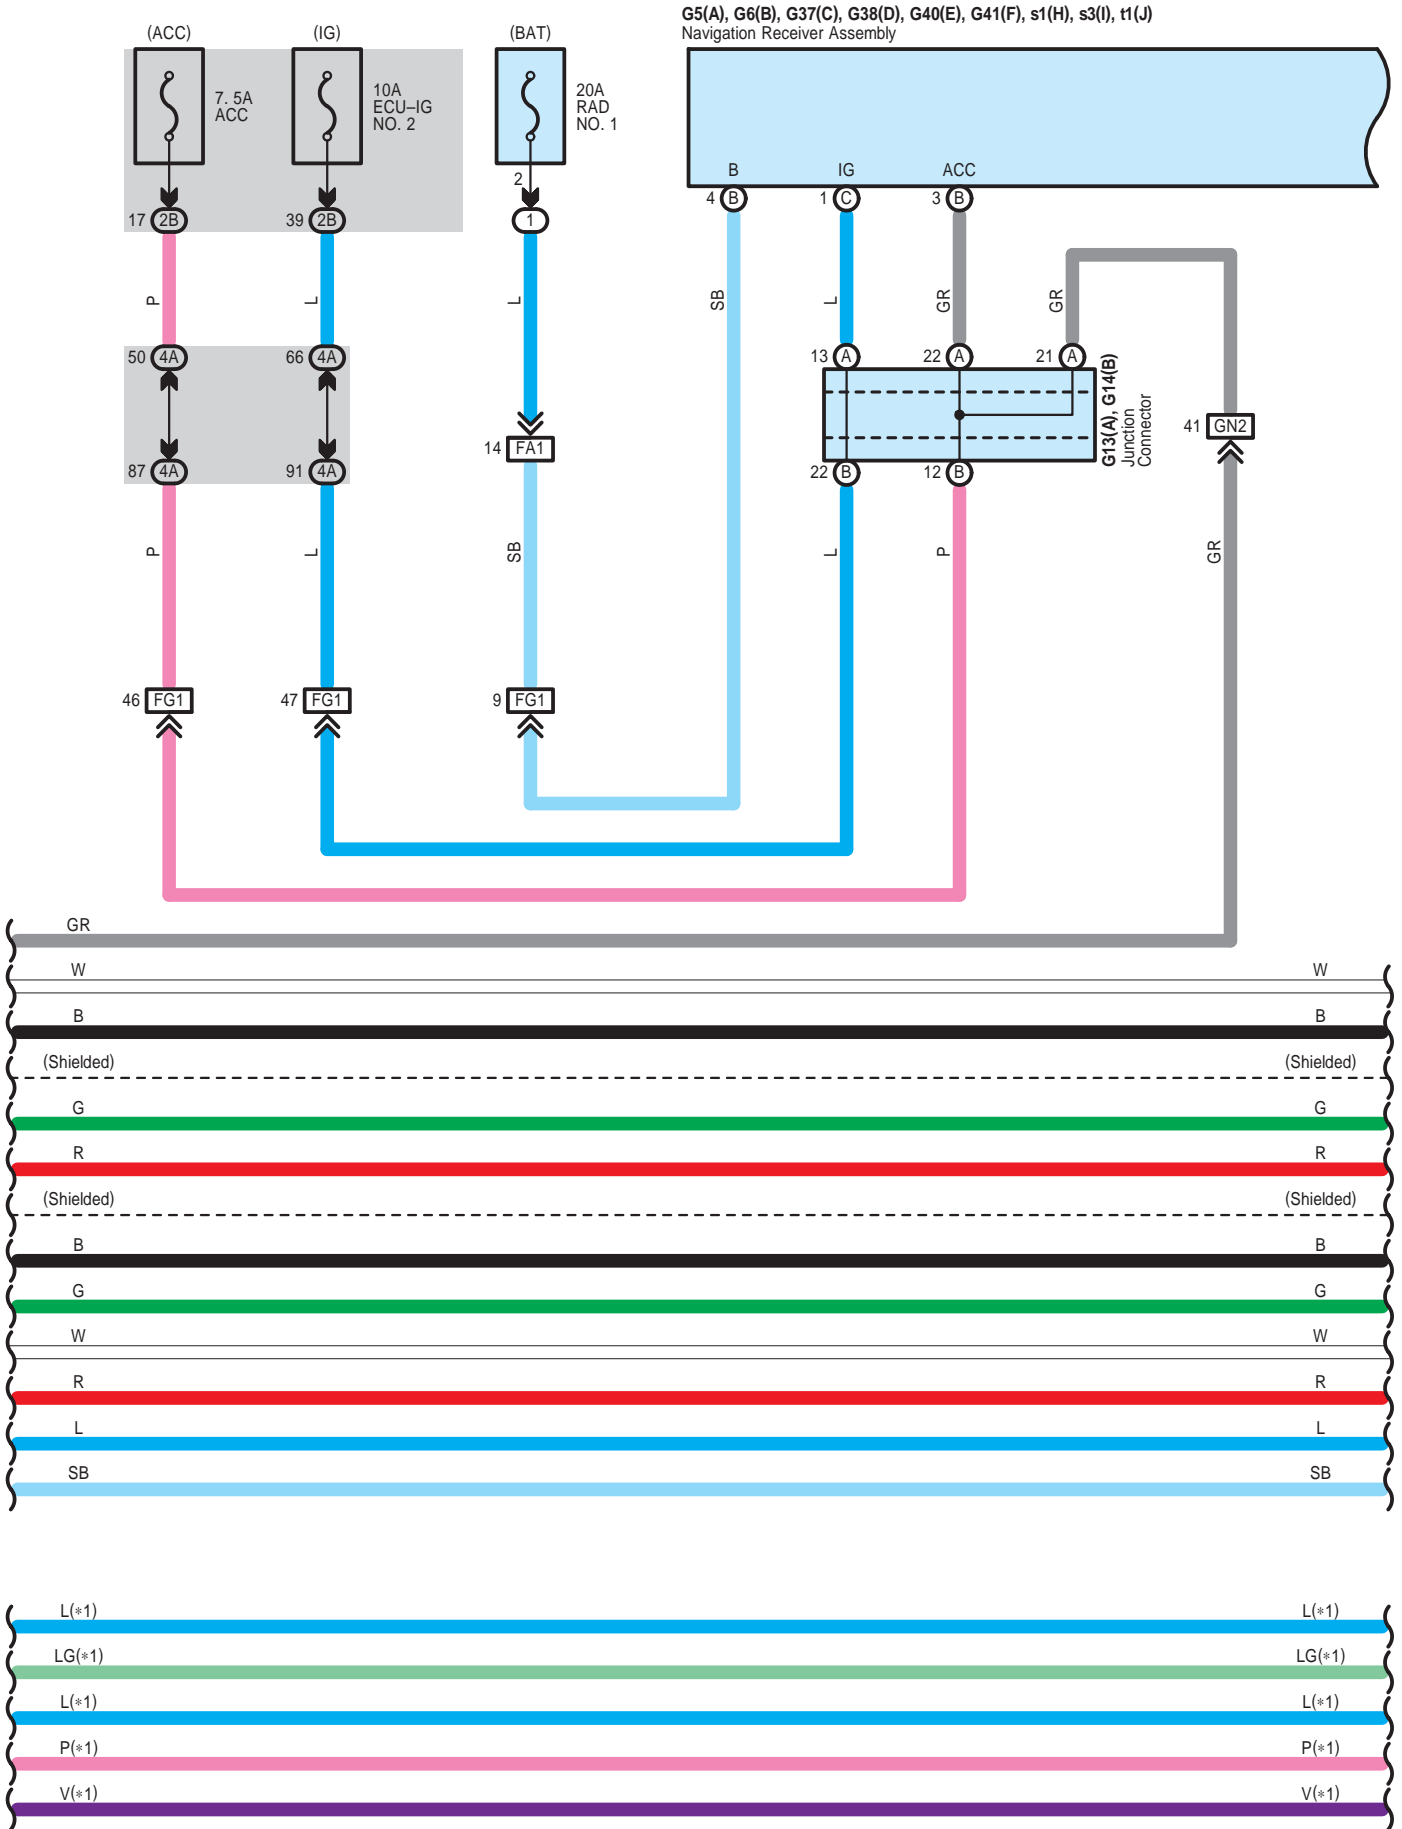 G5(A), G6(B), G37(C), G38(D), G40(E), G41(F), s1(H), s3(I), t1(J)
Navigation Receiver Assembly
(ACC) (IG) (BAT)
7. 5A
ACC
10A
ECU–IG
NO. 2
20A
RAD
NO. 1
B IG ACC
2
4 B 1 C 3 B
17 2B 39 2B 1
P L L SB L GR GR
50 4A 66 4A 13 A 22 A 21 A
G13(A), G14(B)
Junction
Connector
41 GN2
14 FA1
87 4A 91 4A 22 B 12 B
P L SB L P GR
46 FG1 47 FG1 9 FG1
GR
W W
B B
(Shielded) (Shielded)
G G
R R
(Shielded) (Shielded)
B B
G G
W W
R R
L L
SB SB
L(∗1) L(∗1)
LG(∗1) LG(∗1)
L(∗1) L(∗1)
P(∗1) P(∗1)
V(∗1) V(∗1)